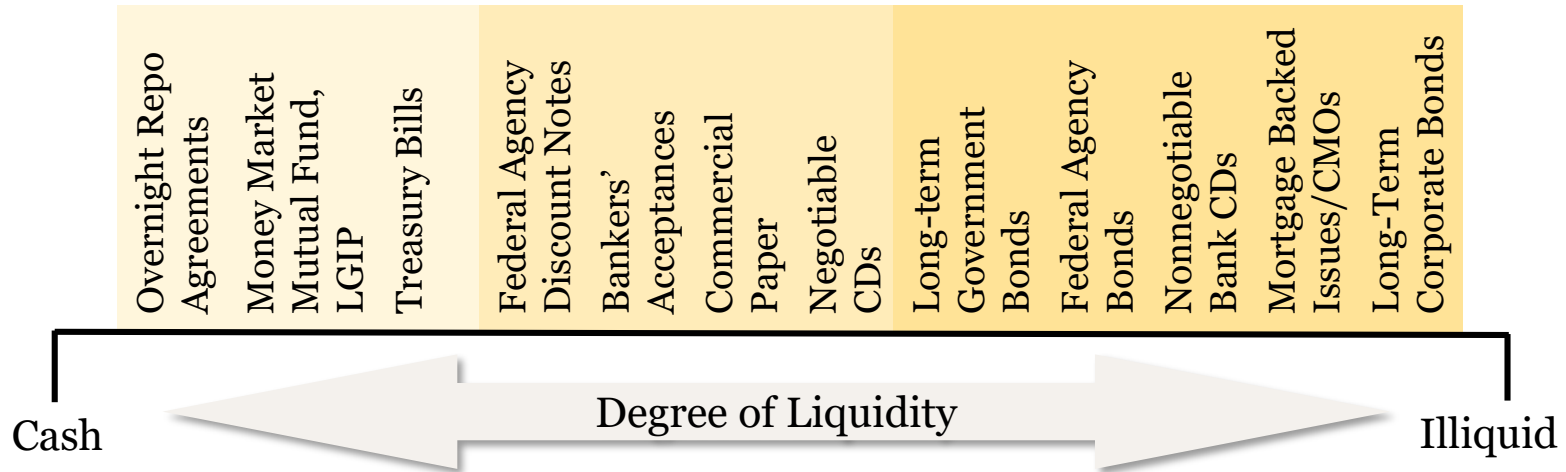 Overnight Repo
Agreements
Money Market
Mutual Fund,
LGIP
Treasury Bills
Federal Agency
Discount Notes
Bankers’
Acceptances
Commercial
Paper
Negotiable
CDs
Long-term
Government
Bonds
Federal Agency
Bonds
Nonnegotiable
Bank CDs
Mortgage Backed
Issues/CMOs
Long-Term
Corporate Bonds
Cash
Degree of Liquidity
Illiquid